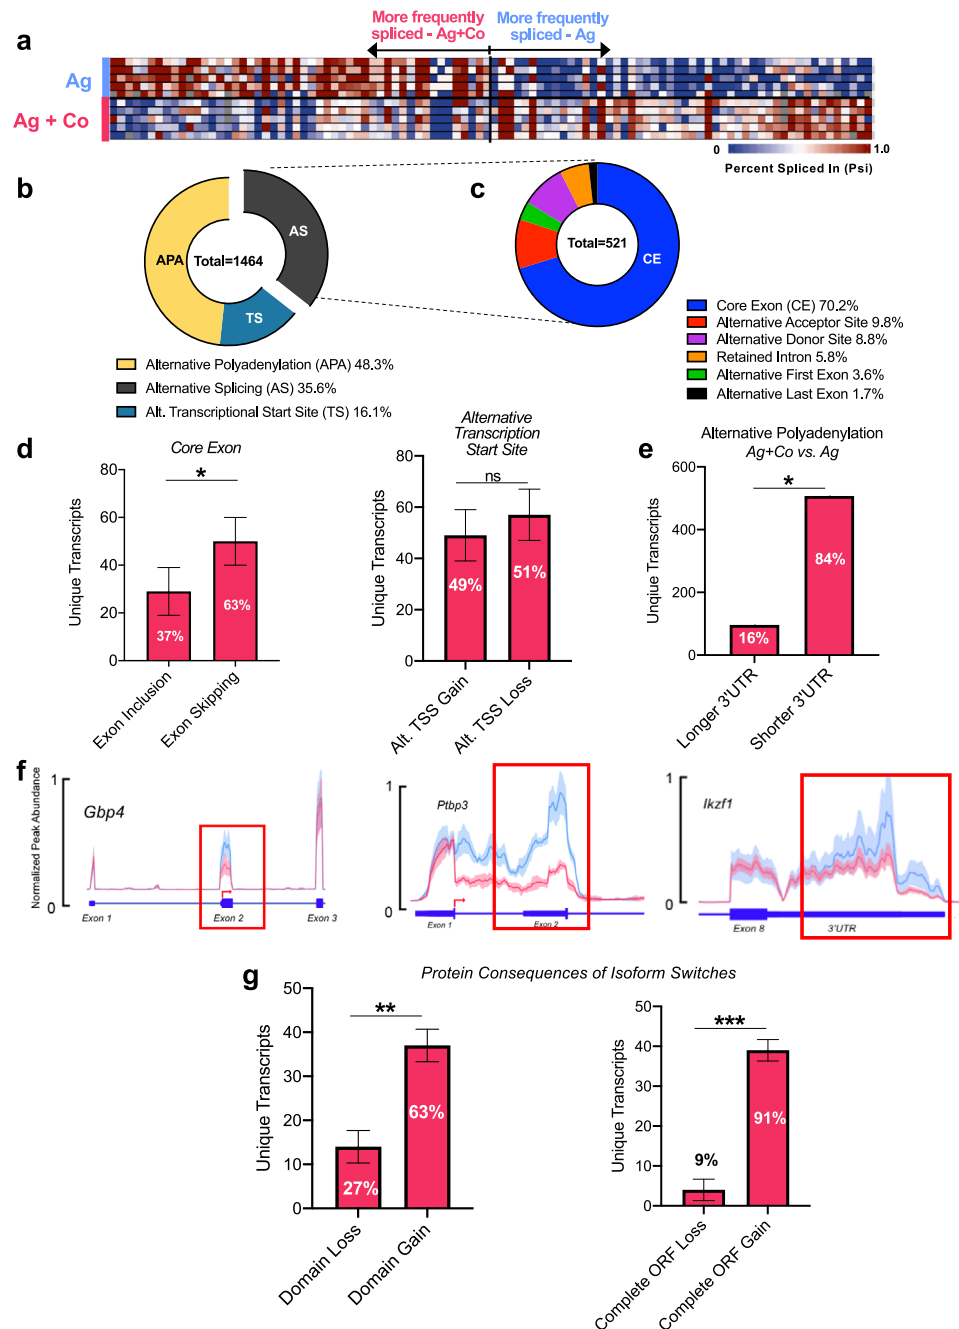 More frequently
spliced - Ag+Co
More frequently
spliced - Ag
a
Ag
Ag + Co
0
1.0
Percent Spliced In (Psi)
b
APA
AS
TS
Total=1464
Alternative Polyadenylation (APA) 48.3%
Alternative Splicing (AS) 35.6%
Alt. Transcriptional Start Site (TS) 16.1%
c
Total=521
CE
Core Exon (CE) 70.2%
Alternative Acceptor Site 9.8%
Alternative Donor Site 8.8%
Retained Intron 5.8%
Alternative First Exon 3.6%
Alternative Last Exon 1.7%
d
Core Exon
Unique Transcripts
80
60
40
20
0
*
37%
63%
Exon Inclusion
Exon Skipping
Alternative
Transcription
Start Site
Unique Transcripts
80
60
40
20
0
ns
49%
51%
Alt. TSS Gain
Alt. TSS Loss
e
Alternative Polyadenylation
Ag+Co vs. Ag
Unqiue Transcripts
600
400
200
0
*
16%
84%
Longer 3'UTR
Shorter 3'UTR
f
Normalized Peak Abundance
1
0
Gbp4
Exon 1
Exon 2
Exon 3
1
0
Ptbp3
Exon 1
Exon 2
1
0
Ikzf1
Exon 8
3'UTR
g
Protein Consequences of Isoform Switches
Unique Transcripts
50
40
30
20
10
0
**
27%
63%
Domain Loss
Domain Gain
Unique Transcripts
50
40
30
20
10
0
***
9%
91%
Complete ORF Loss
Complete ORF Gain